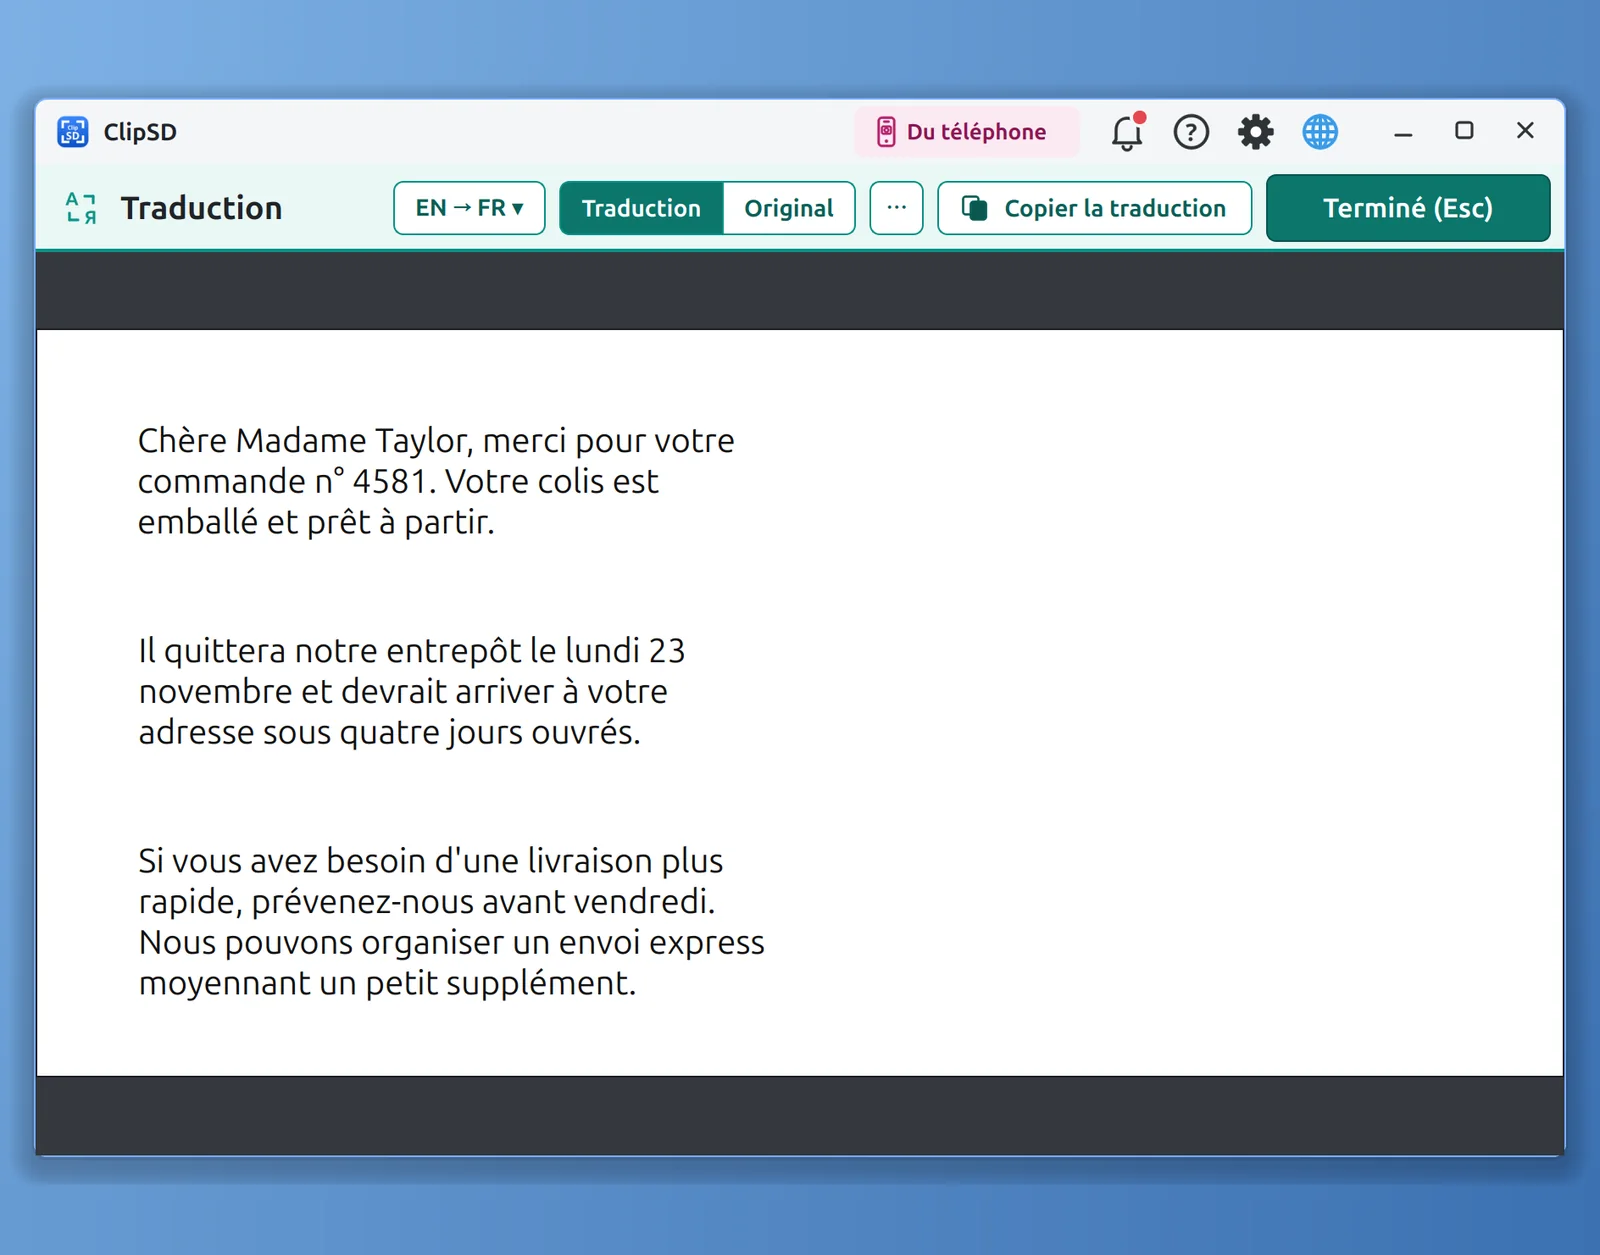 ClipSD
Du téléphone
Traduction
EN → FR ▾
Traduction
Original
...
Copier la traduction
Terminé (Esc)
Chère Madame Taylor, merci pour votre
commande n° 4581. Votre colis est
emballé et prêt à partir.
Il quittera notre entrepôt le lundi 23
novembre et devrait arriver à votre
adresse sous quatre jours ouvrés.
Si vous avez besoin d'une livraison plus
rapide, prévenez-nous avant vendredi.
Nous pouvons organiser un envoi express
moyennant un petit supplément.